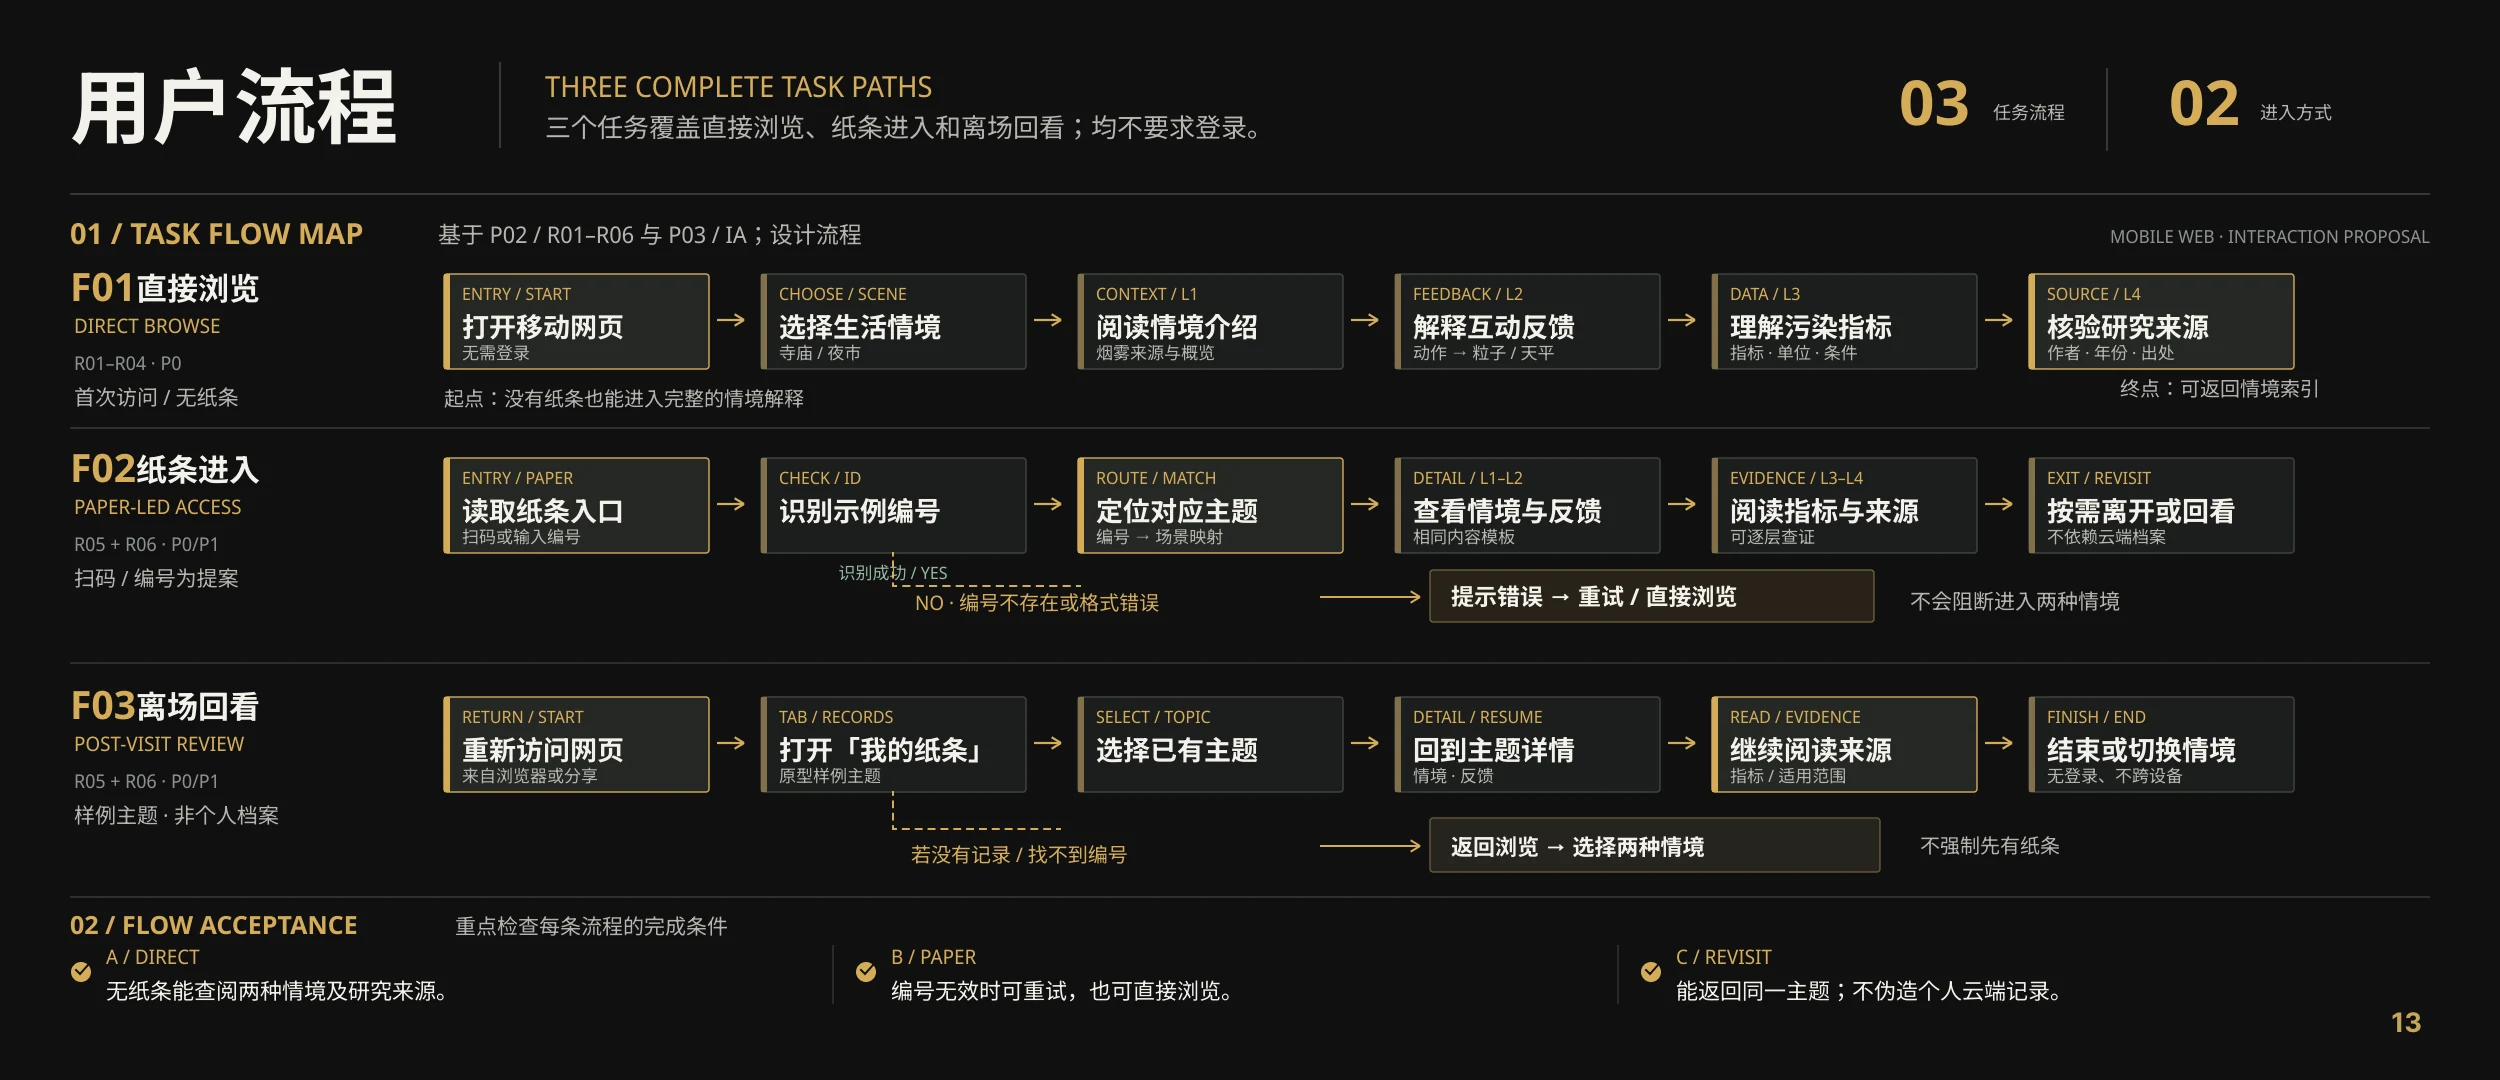 用户流程
THREE COMPLETE TASK PATHS
三个任务覆盖直接浏览、纸条进入和离场回看；均不要求登录。
03 任务流程
02 进入方式
01 / TASK FLOW MAP
基于 P02 / R01–R06 与 P03 / IA；设计流程
MOBILE WEB · INTERACTION PROPOSAL
F01直接浏览
DIRECT BROWSE
R01–R04 · P0
首次访问 / 无纸条
ENTRY / START
打开移动网页
无需登录
→
CHOOSE / SCENE
选择生活情境
寺庙 / 夜市
→
CONTEXT / L1
阅读情境介绍
烟雾来源与概览
→
FEEDBACK / L2
解释互动反馈
动作 → 粒子 / 天平
→
DATA / L3
理解污染指标
指标 · 单位 · 条件
→
SOURCE / L4
核验研究来源
作者 · 年份 · 出处
起点：没有纸条也能进入完整的情境解释
终点：可返回情境索引
F02纸条进入
PAPER-LED ACCESS
R05 + R06 · P0/P1
扫码 / 编号为提案
ENTRY / PAPER
读取纸条入口
扫码或输入编号
→
CHECK / ID
识别示例编号
→
ROUTE / MATCH
定位对应主题
编号 → 场景映射
→
DETAIL / L1–L2
查看情境与反馈
相同内容模板
→
EVIDENCE / L3–L4
阅读指标与来源
可逐层查证
→
EXIT / REVISIT
按需离开或回看
不依赖云端档案
识别成功 / YES
NO · 编号不存在或格式错误
→
提示错误 → 重试 / 直接浏览
不会阻断进入两种情境
F03离场回看
POST-VISIT REVIEW
R05 + R06 · P0/P1
样例主题 · 非个人档案
RETURN / START
重新访问网页
来自浏览器或分享
→
TAB / RECORDS
打开「我的纸条」
原型样例主题
→
SELECT / TOPIC
选择已有主题
→
DETAIL / RESUME
回到主题详情
情境 · 反馈
→
READ / EVIDENCE
继续阅读来源
指标 / 适用范围
→
FINISH / END
结束或切换情境
无登录、不跨设备
若没有记录 / 找不到编号
→
返回浏览 → 选择两种情境
不强制先有纸条
02 / FLOW ACCEPTANCE
重点检查每条流程的完成条件
A / DIRECT
无纸条能查阅两种情境及研究来源。
B / PAPER
编号无效时可重试，也可直接浏览。
C / REVISIT
能返回同一主题；不伪造个人云端记录。
13